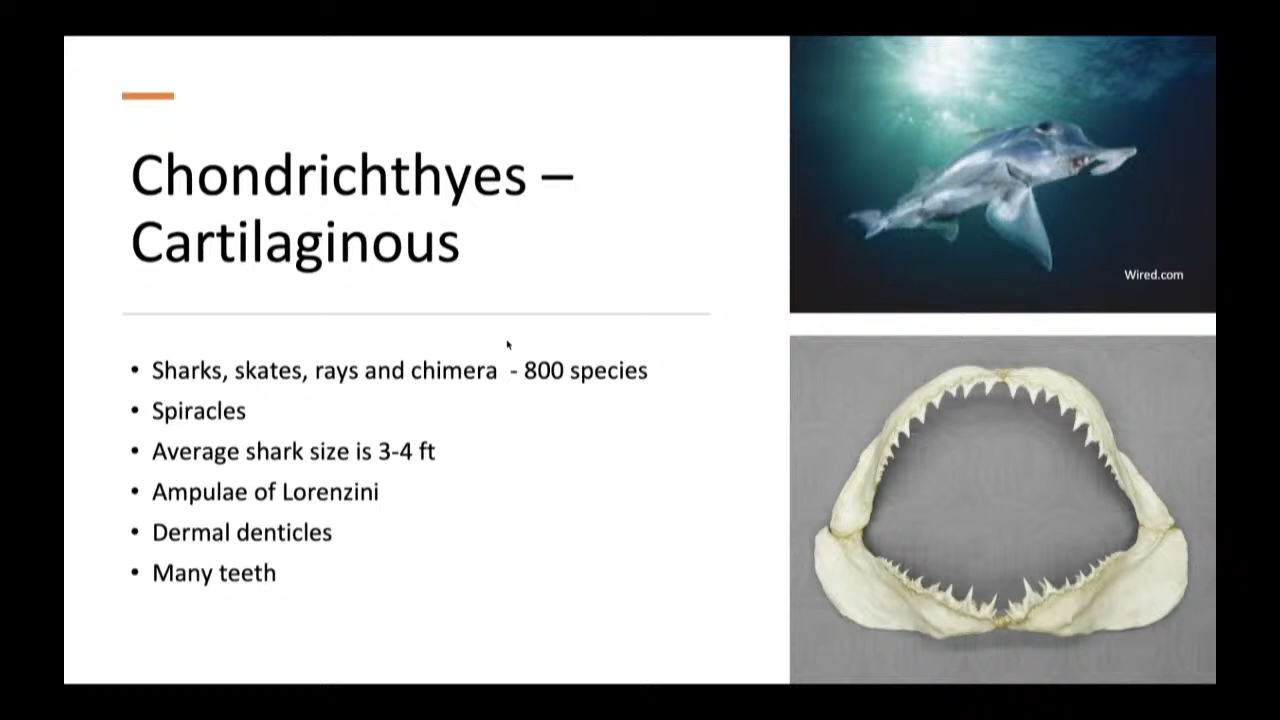 Chondrichthyes –
Cartilaginous
• Sharks, skates, rays and chimera  - 800 species
• Spiracles
• Average shark size is 3-4 ft
• Ampulae of Lorenzini
• Dermal denticles
• Many teeth
Wired.com